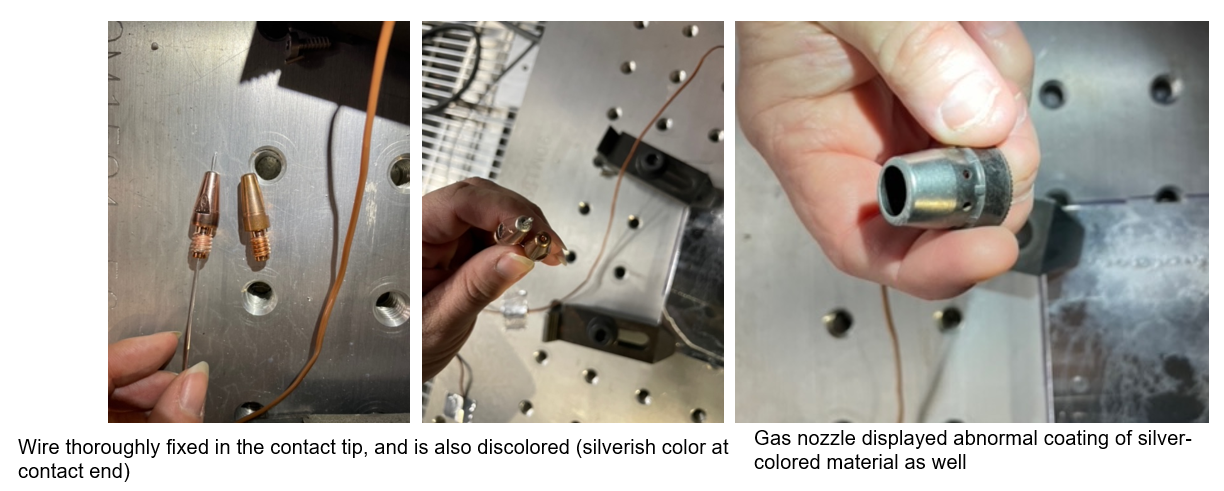 Wire thoroughly fixed in the contact tip, and is also discolored (silverish color at
contact end)
Gas nozzle displayed abnormal coating of silver-
colored material as well